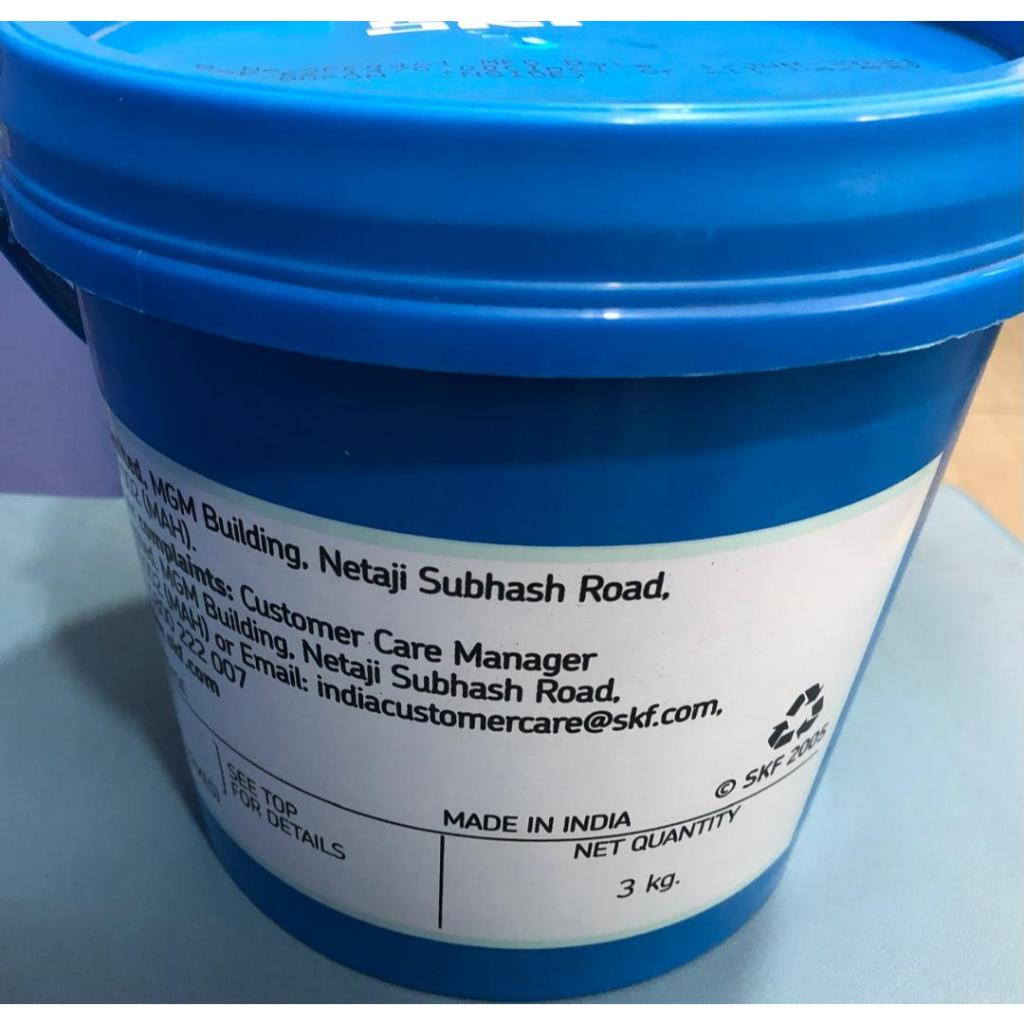 SKF
MGM Building, Netaji Subhash Road,
(MAH).
complaints: Customer Care Manager
MGM Building, Netaji Subhash Road,
(MAH) or Email: indiacustomercare@skf.com,
222 007
.com
SEE TOP
FOR DETAILS
© SKF 2005
MADE IN INDIA
NET QUANTITY
3 kg.